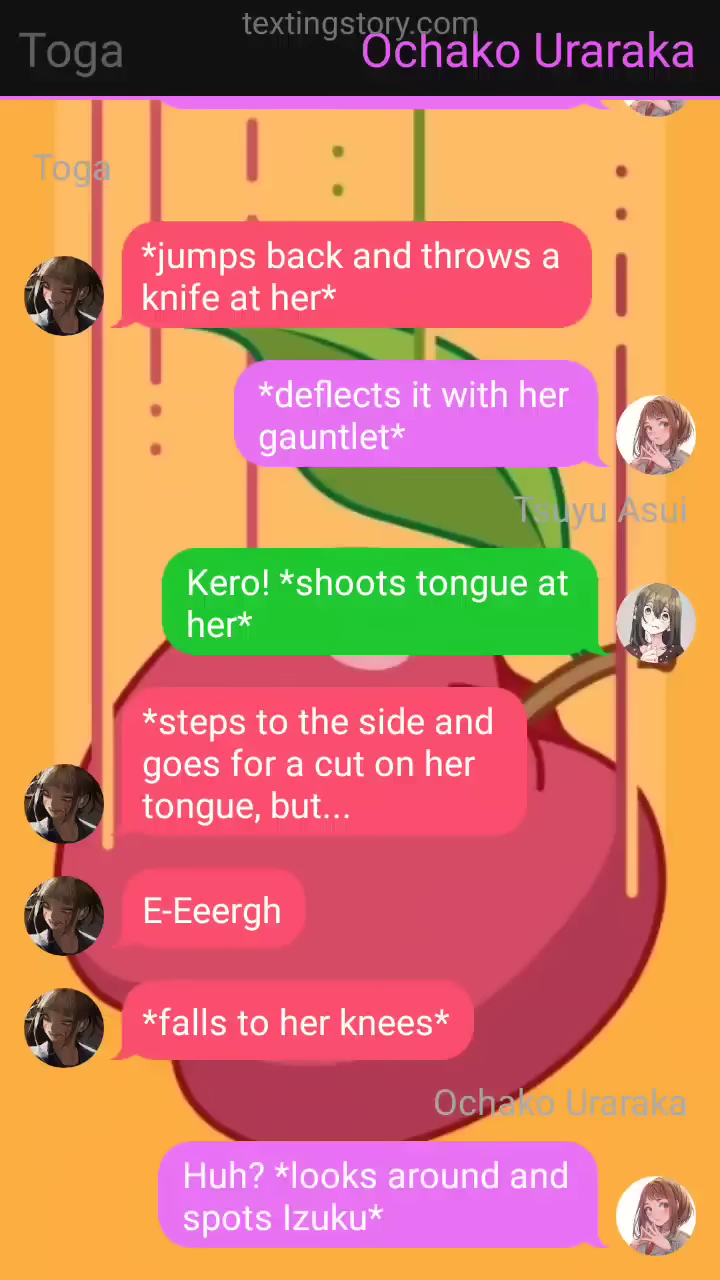 textingstory.com
Toga
Ochako Uraraka
Toga
*jumps back and throws a
knife at her*
*deflects it with her
gauntlet*
Tsuyu Asui
Kero! *shoots tongue at
her*
*steps to the side and
goes for a cut on her
tongue, but...
E-Eeergh
*falls to her knees*
Ochako Uraraka
Huh? *looks around and
spots Izuku*